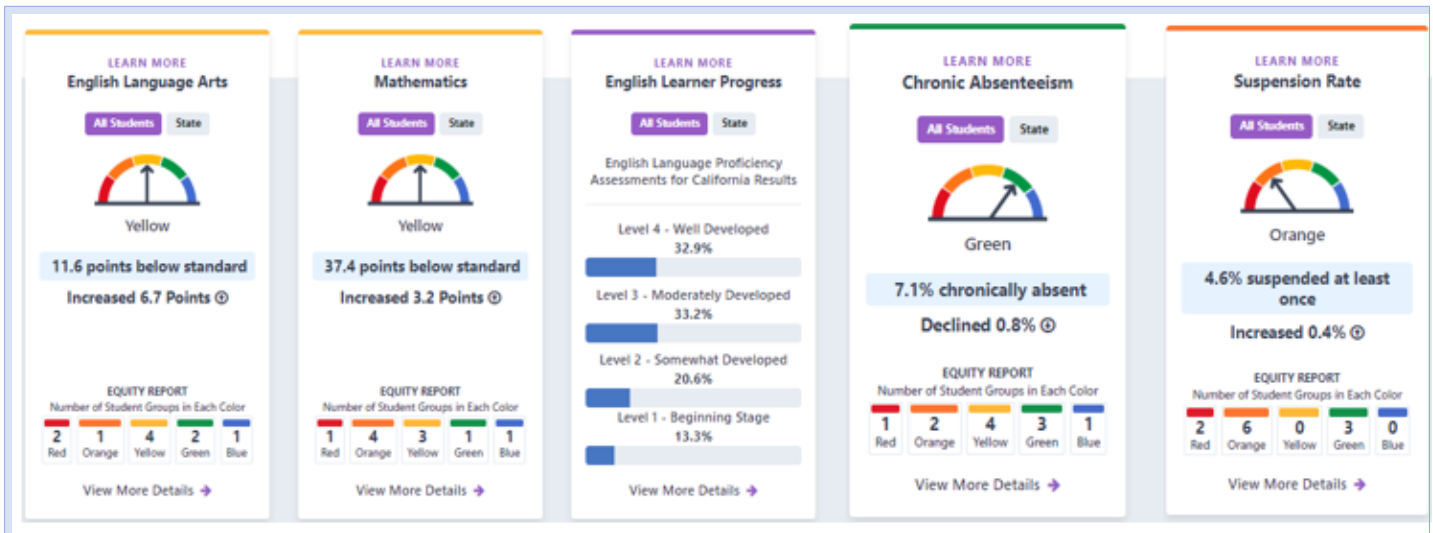 LEARN MORE
English Language Arts
All Students State
Yellow
11.6 points below standard
Increased 6.7 Points
EQUITY REPORT
Number of Student Groups in Each Color
2 1 4 2 1
Red Orange Yellow Green Blue
View More Details
LEARN MORE
Mathematics
All Students State
Yellow
37.4 points below standard
Increased 3.2 Points
EQUITY REPORT
Number of Student Groups in Each Color
1 4 3 1 1
Red Orange Yellow Green Blue
View More Details
LEARN MORE
English Learner Progress
All Students State
English Language Proficiency
Assessments for California Results
Level 4 - Well Developed
32.9%
Level 3 - Moderately Developed
33.2%
Level 2 - Somewhat Developed
20.6%
Level 1 - Beginning Stage
13.3%
View More Details
LEARN MORE
Chronic Absenteeism
All Students State
Green
7.1% chronically absent
Declined 0.8%
EQUITY REPORT
Number of Student Groups in Each Color
1 2 4 3 1
Red Orange Yellow Green Blue
View More Details
LEARN MORE
Suspension Rate
All Students State
Orange
4.6% suspended at least
once
Increased 0.4%
EQUITY REPORT
Number of Student Groups in Each Color
2 6 0 3 0
Red Orange Yellow Green Blue
View More Details